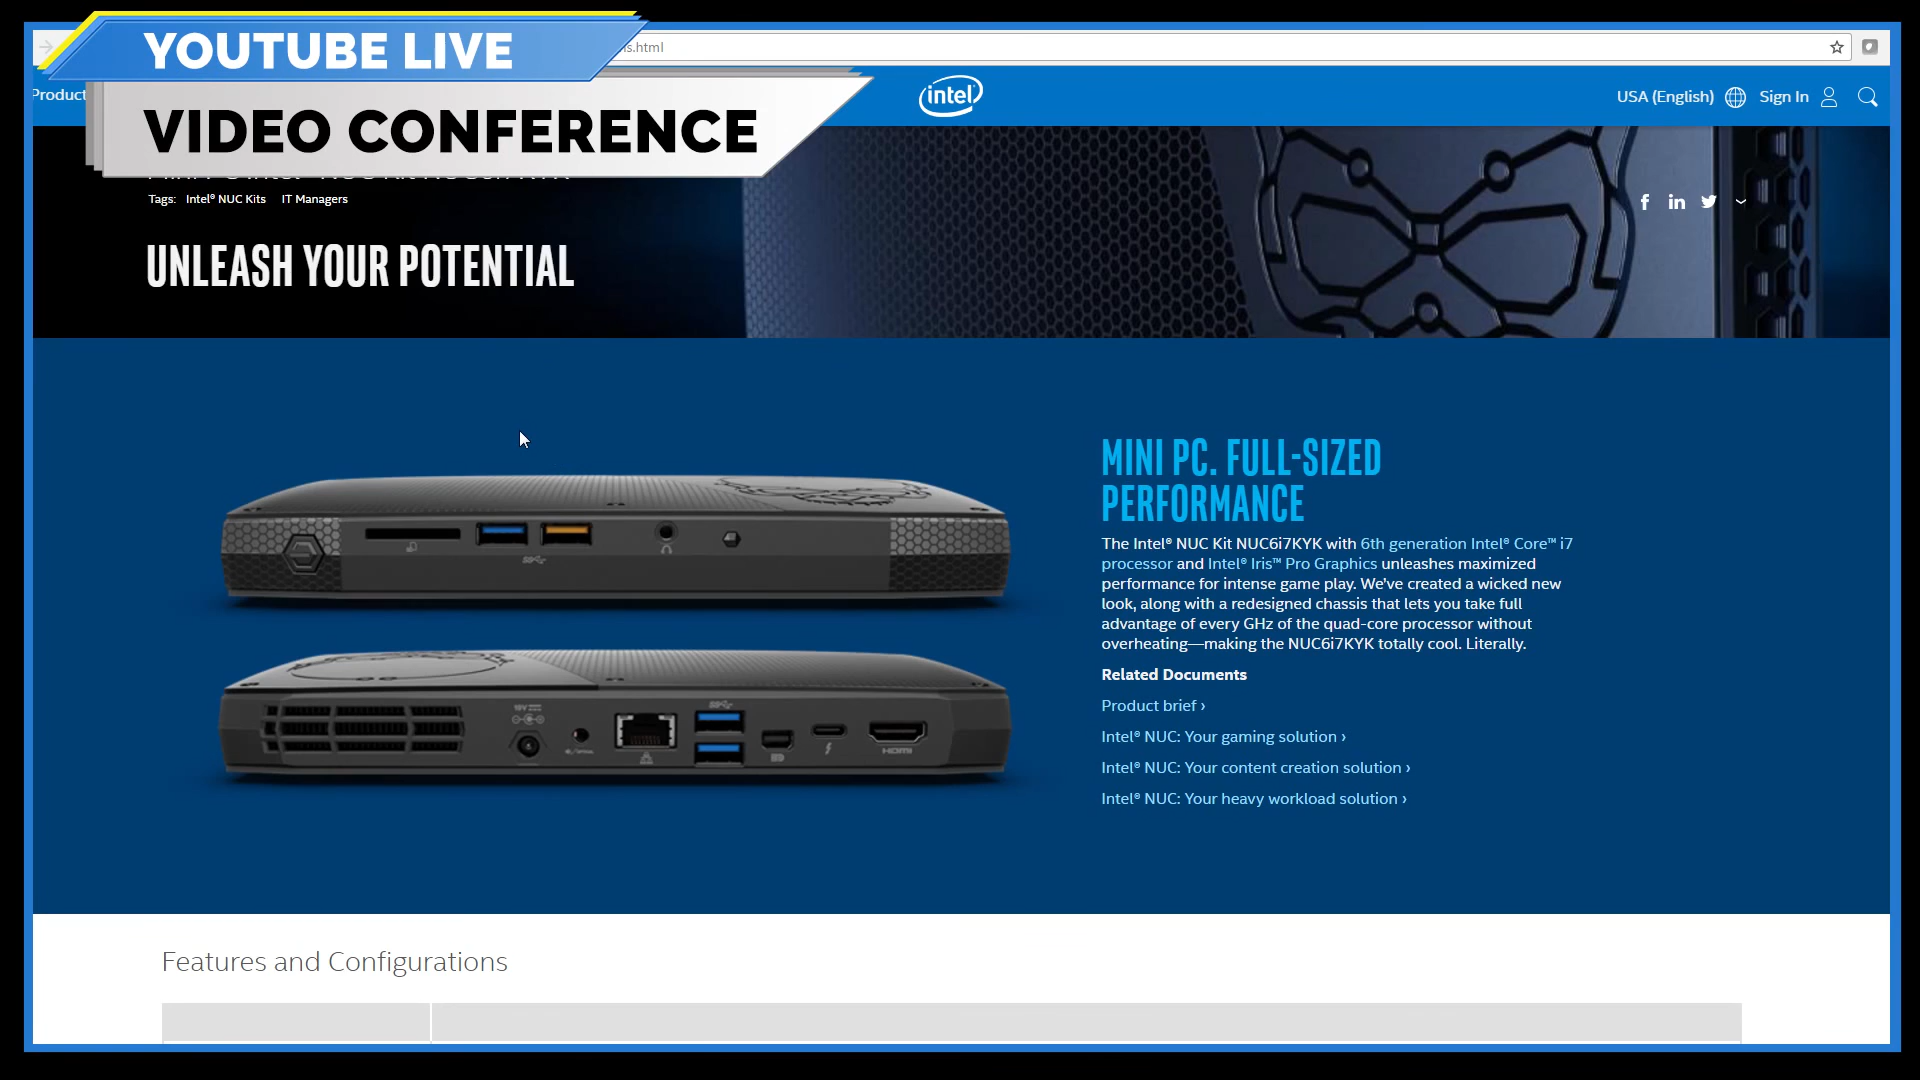 YOUTUBE LIVE
VIDEO CONFERENCE
s.html
Product
intel
USA (English)
Sign In
Tags: Intel® NUC Kits IT Managers
UNLEASH YOUR POTENTIAL
MINI PC. FULL-SIZED
PERFORMANCE
The Intel® NUC Kit NUC6i7KYK with 6th generation Intel® Core™ i7
processor and Intel® Iris™ Pro Graphics unleashes maximized
performance for intense game play. We've created a wicked new
look, along with a redesigned chassis that lets you take full
advantage of every GHz of the quad-core processor without
overheating—making the NUC6i7KYK totally cool. Literally.
Related Documents
Product brief ›
Intel® NUC: Your gaming solution ›
Intel® NUC: Your content creation solution ›
Intel® NUC: Your heavy workload solution ›
19V
HDMI
Features and Configurations